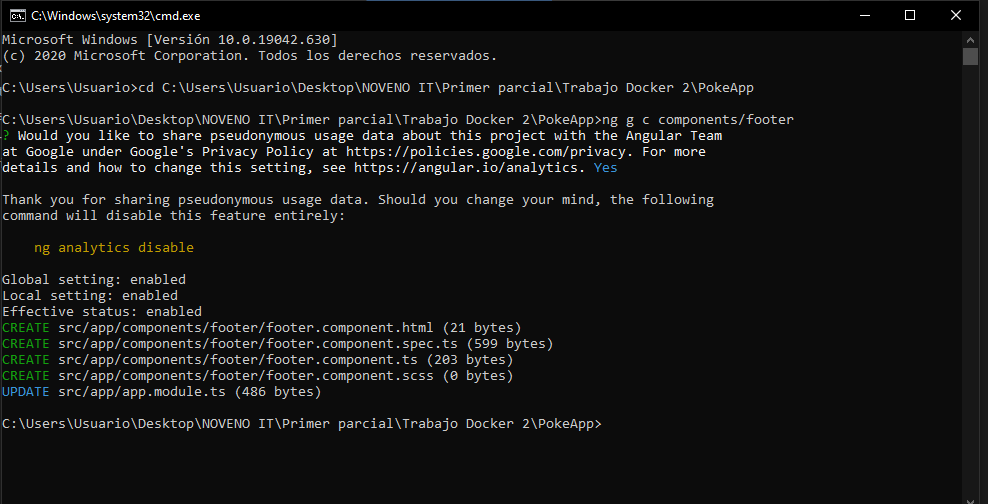 C:\Windows\system32\cmd.exe
Microsoft Windows [Versión 10.0.19042.630]
(c) 2020 Microsoft Corporation. Todos los derechos reservados.
C:\Users\Usuario>cd C:\Users\Usuario\Desktop\NOVENO IT\Primer parcial\Trabajo Docker 2\PokeApp
C:\Users\Usuario\Desktop\NOVENO IT\Primer parcial\Trabajo Docker 2\PokeApp>ng g c components/footer
? Would you like to share pseudonymous usage data about this project with the Angular Team
at Google under Google's Privacy Policy at https://policies.google.com/privacy. For more
details and how to change this setting, see https://angular.io/analytics. Yes
Thank you for sharing pseudonymous usage data. Should you change your mind, the following
command will disable this feature entirely:
ng analytics disable
Global setting: enabled
Local setting: enabled
Effective status: enabled
CREATE src/app/components/footer/footer.component.html (21 bytes)
CREATE src/app/components/footer/footer.component.spec.ts (599 bytes)
CREATE src/app/components/footer/footer.component.ts (203 bytes)
CREATE src/app/components/footer/footer.component.scss (0 bytes)
UPDATE src/app/app.module.ts (486 bytes)
C:\Users\Usuario\Desktop\NOVENO IT\Primer parcial\Trabajo Docker 2\PokeApp>